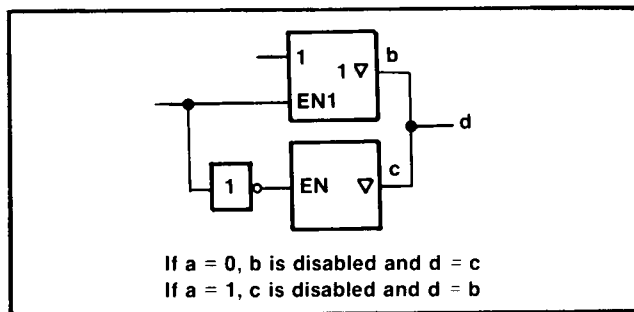 1
1 ▽
b
EN1
d
1
EN
▽
c
If a = 0, b is disabled and d = c
If a = 1, c is disabled and d = b